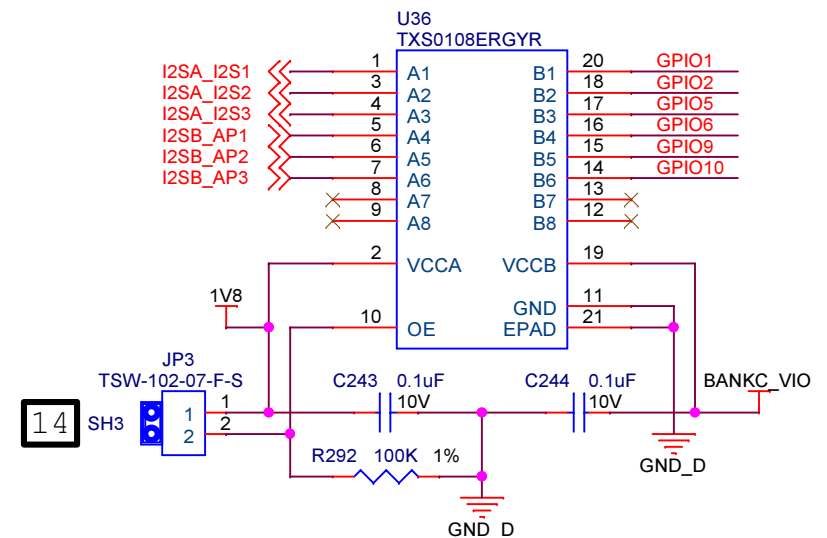 U36
TXS0108ERGYR
I2SA_I2S1 1 A1 B1 20 GPIO1
I2SA_I2S2 3 A2 B2 18 GPIO2
I2SA_I2S3 4 A3 B3 17 GPIO5
I2SB_AP1 5 A4 B4 16 GPIO6
I2SB_AP2 6 A5 B5 15 GPIO9
I2SB_AP3 7 A6 B6 14 GPIO10
8 A7 B7 13
9 A8 B8 12
2 VCCA VCCB 19
1V8 GND 11
10 OE EPAD 21
JP3
TSW-102-07-F-S C243 0.1uF C244 0.1uF BANKC_VIO
1 1 10V 10V
14 SH3 2 2
R292 100K 1% GND_D
GND_D